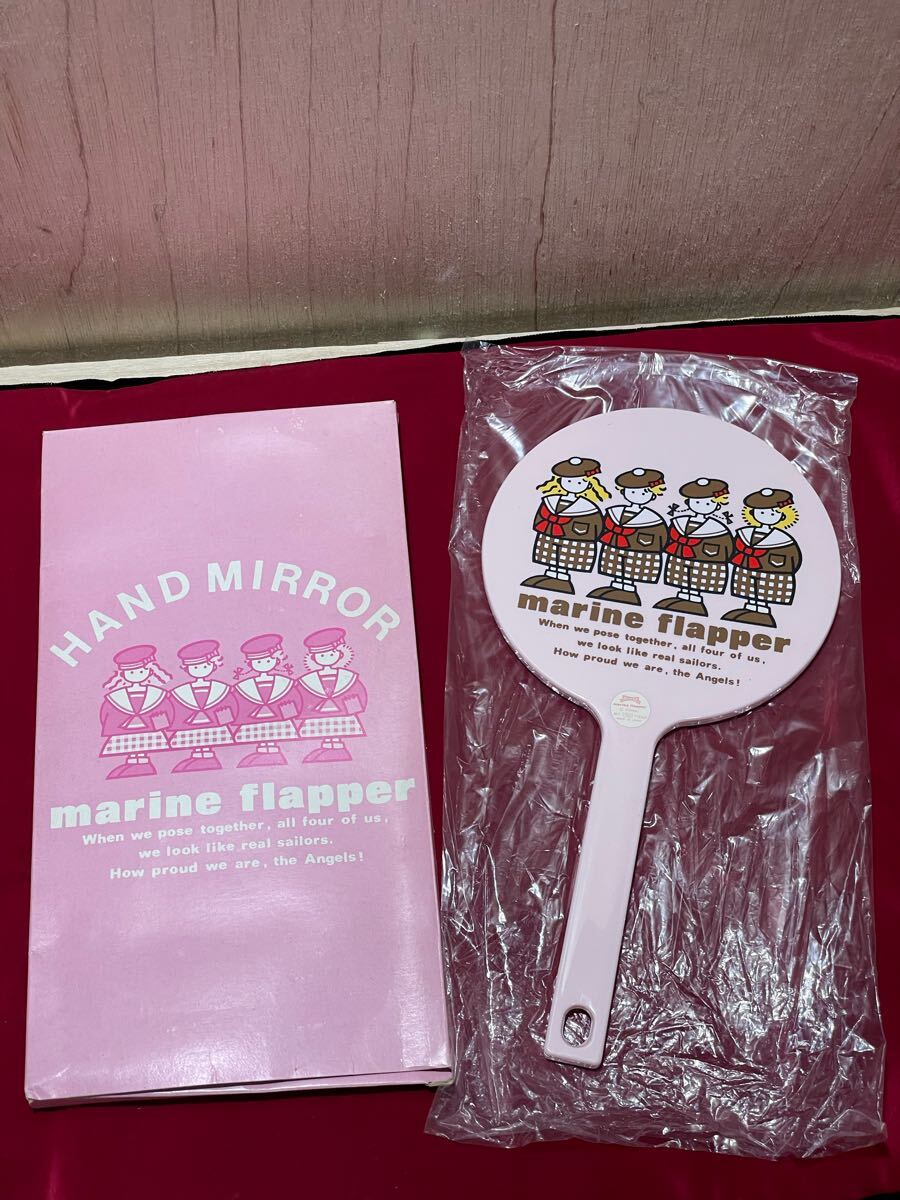 HAND MIRROR
marine flapper
When we pose together, all four of us,
we look like real sailors.
How proud we are, the Angels!
marine flapper
When we pose together, all four of us,
we look like real sailors.
How proud we are, the Angels!
marine flapper